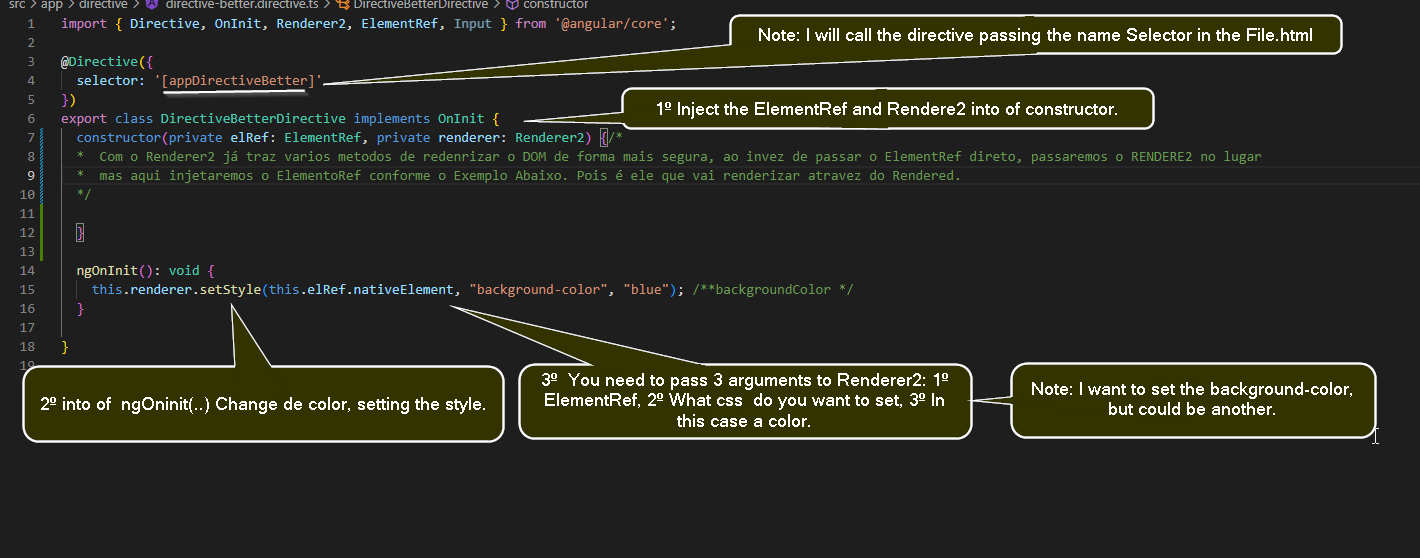 src > app > directive > directive-better.directive.ts > DirectiveBetterDirective > constructor
1 import { Directive, OnInit, Renderer2, ElementRef, Input } from '@angular/core';
Note: I will call the directive passing the name Selector in the File.html
2
3 @Directive({
4 selector: '[appDirectiveBetter]'
5 })
1º Inject the ElementRef and Rendere2 into of constructor.
6 export class DirectiveBetterDirective implements OnInit {
7 constructor(private elRef: ElementRef, private renderer: Renderer2) {/*
8 * Com o Renderer2 já traz varios metodos de redenrizar o DOM de forma mais segura, ao invez de passar o ElementRef direto, passaremos o RENDERE2 no lugar
9 * mas aqui injetaremos o ElementoRef conforme o Exemplo Abaixo. Pois é ele que vai renderizar atravez do Rendered.
10 */
11
12 }
13
14 ngOnInit(): void {
15 this.renderer.setStyle(this.elRef.nativeElement, "background-color", "blue"); /**backgroundColor */
16 }
17
18 }
19
2º into of ngOninit(..) Change de color, setting the style.
3º You need to pass 3 arguments to Renderer2: 1º
ElementRef, 2º What css do you want to set, 3º In
this case a color.
Note: I want to set the background-color,
but could be another.